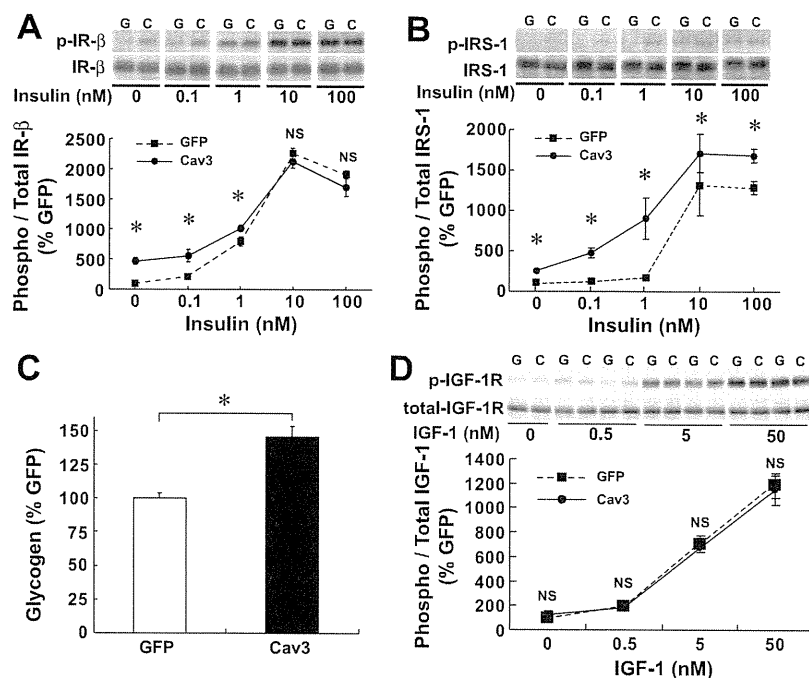 A
G C G C G C G C G C
p-IR-β
IR-β
Insulin (nM) 0 0.1 1 10 100
Phospho / Total IR-β
(% GFP)
2500
2000
1500
1000
500
0
GFP
Cav3
* * * NS NS
0 0.1 1 10 100
Insulin (nM)
B
G C G C G C G C G C
p-IRS-1
IRS-1
Insulin (nM) 0 0.1 1 10 100
Phospho / Total IRS-1
(% GFP)
2000
1500
1000
500
0
GFP
Cav3
* * * * *
0 0.1 1 10 100
Insulin (nM)
C
Glycogen (% GFP)
150
125
100
75
50
25
0
*
GFP Cav3
D
G C G C G C G C G C G C G C
p-IGF-1R
total-IGF-1R
IGF-1 (nM) 0 0.5 5 50
Phospho / Total IGF-1
(% GFP)
1400
1200
1000
800
600
400
200
0
GFP
Cav3
NS NS NS NS
0 0.5 5 50
IGF-1 (nM)